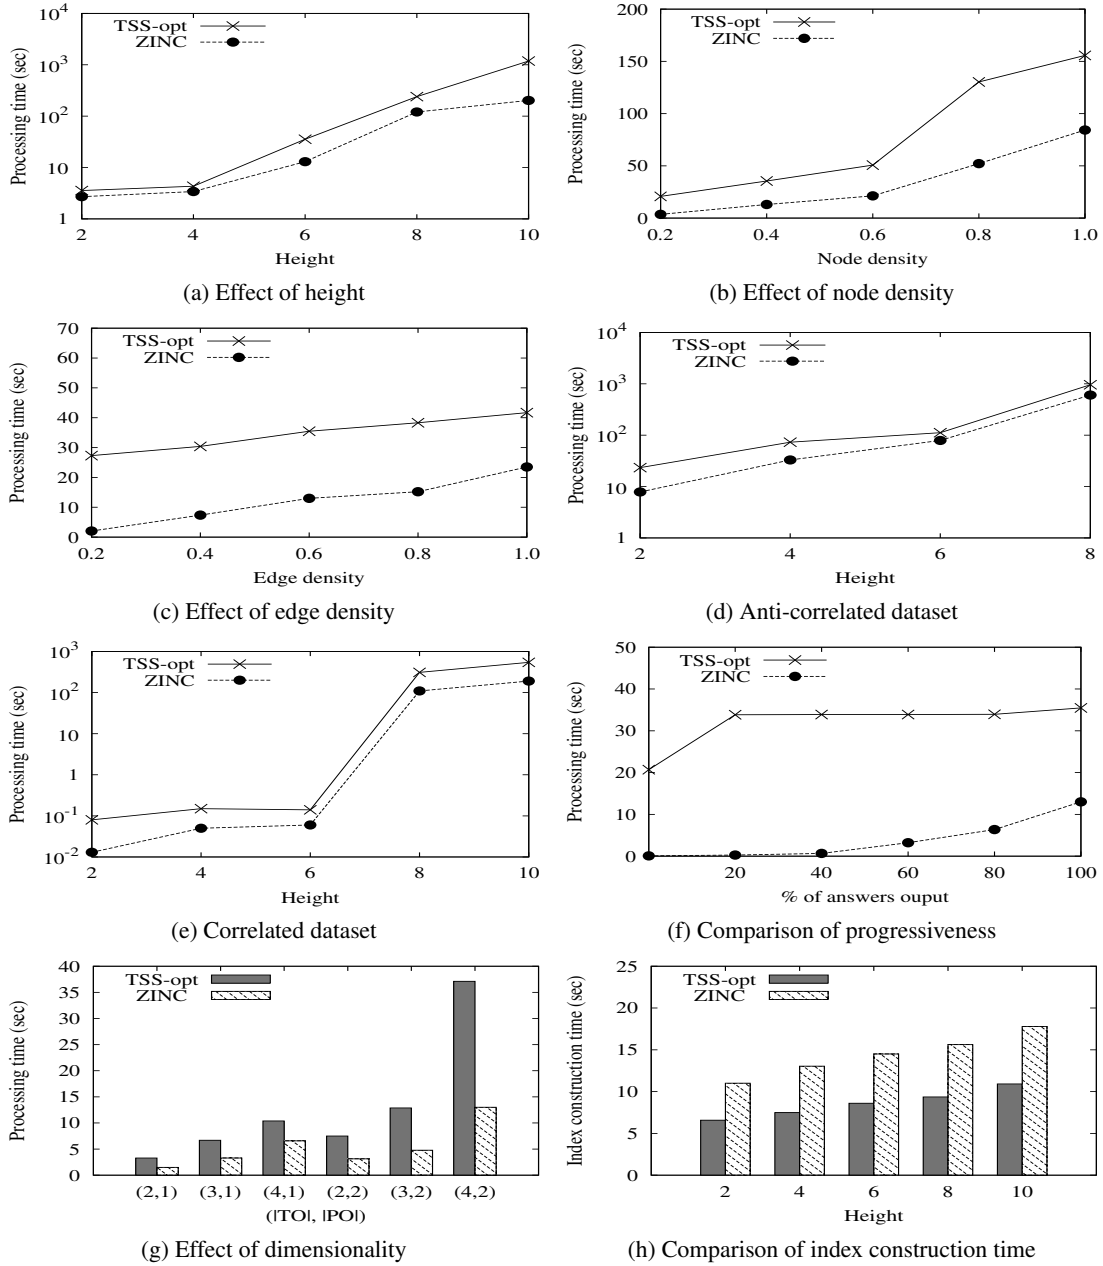 10^4
10^3
10^2
10
1
TSS-opt
ZINC
Processing time (sec)
2 4 6 8 10
Height
(a) Effect of height
200
150
100
50
0
TSS-opt
ZINC
Processing time (sec)
0.2 0.4 0.6 0.8 1.0
Node density
(b) Effect of node density
70
60
50
40
30
20
10
0
TSS-opt
ZINC
Processing time (sec)
0.2 0.4 0.6 0.8 1.0
Edge density
(c) Effect of edge density
10^4
10^3
10^2
10
1
TSS-opt
ZINC
Processing time (sec)
2 4 6 8
Height
(d) Anti-correlated dataset
10^3
10^2
10
1
10^-1
10^-2
TSS-opt
ZINC
Processing time (sec)
2 4 6 8 10
Height
(e) Correlated dataset
50
40
30
20
10
0
TSS-opt
ZINC
Processing time (sec)
20 40 60 80 100
% of answers ouput
(f) Comparison of progressiveness
40
35
30
25
20
15
10
5
0
TSS-opt
ZINC
Processing time (sec)
(2,1) (3,1) (4,1) (2,2) (3,2) (4,2)
(|TO|, |PO|)
(g) Effect of dimensionality
25
20
15
10
5
0
TSS-opt
ZINC
Index construction time (sec)
2 4 6 8 10
Height
(h) Comparison of index construction time